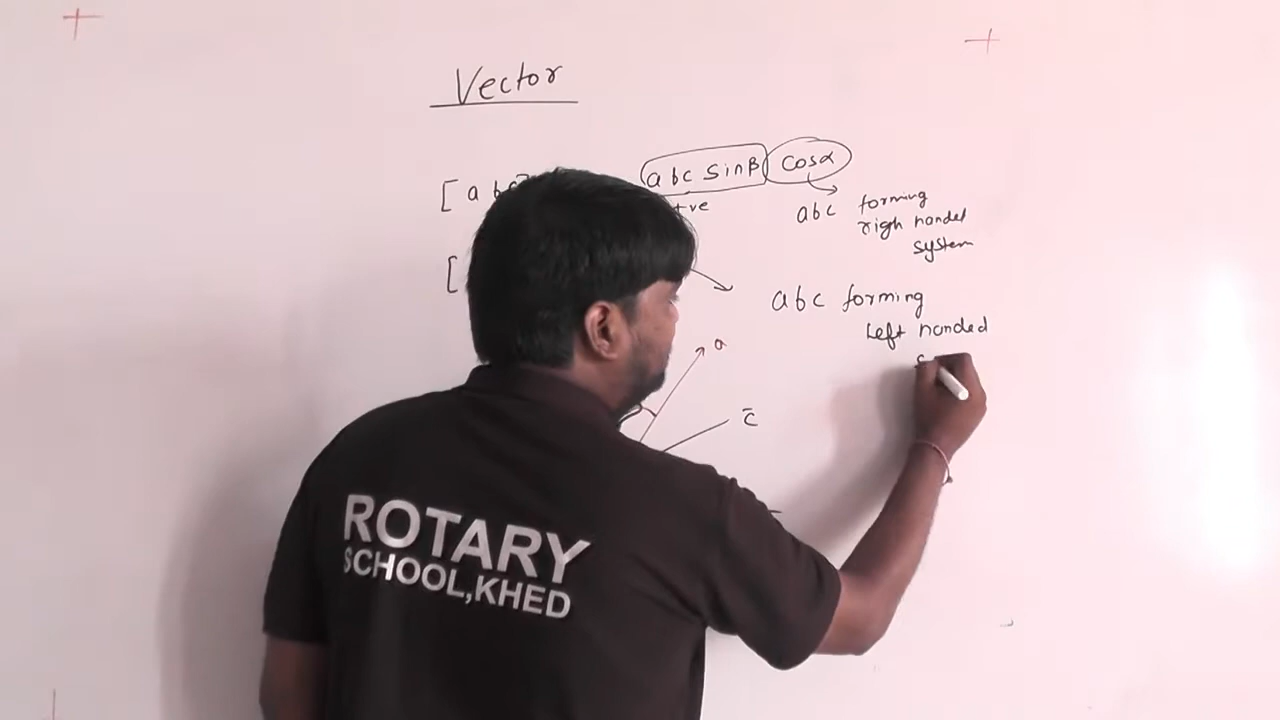 Vector
[ a b c
abc sinβ cosα
+ve
abc forming
righ handed
system
[
abc forming
Left handed
s
a
c̄
ROTARY
SCHOOL,KHED